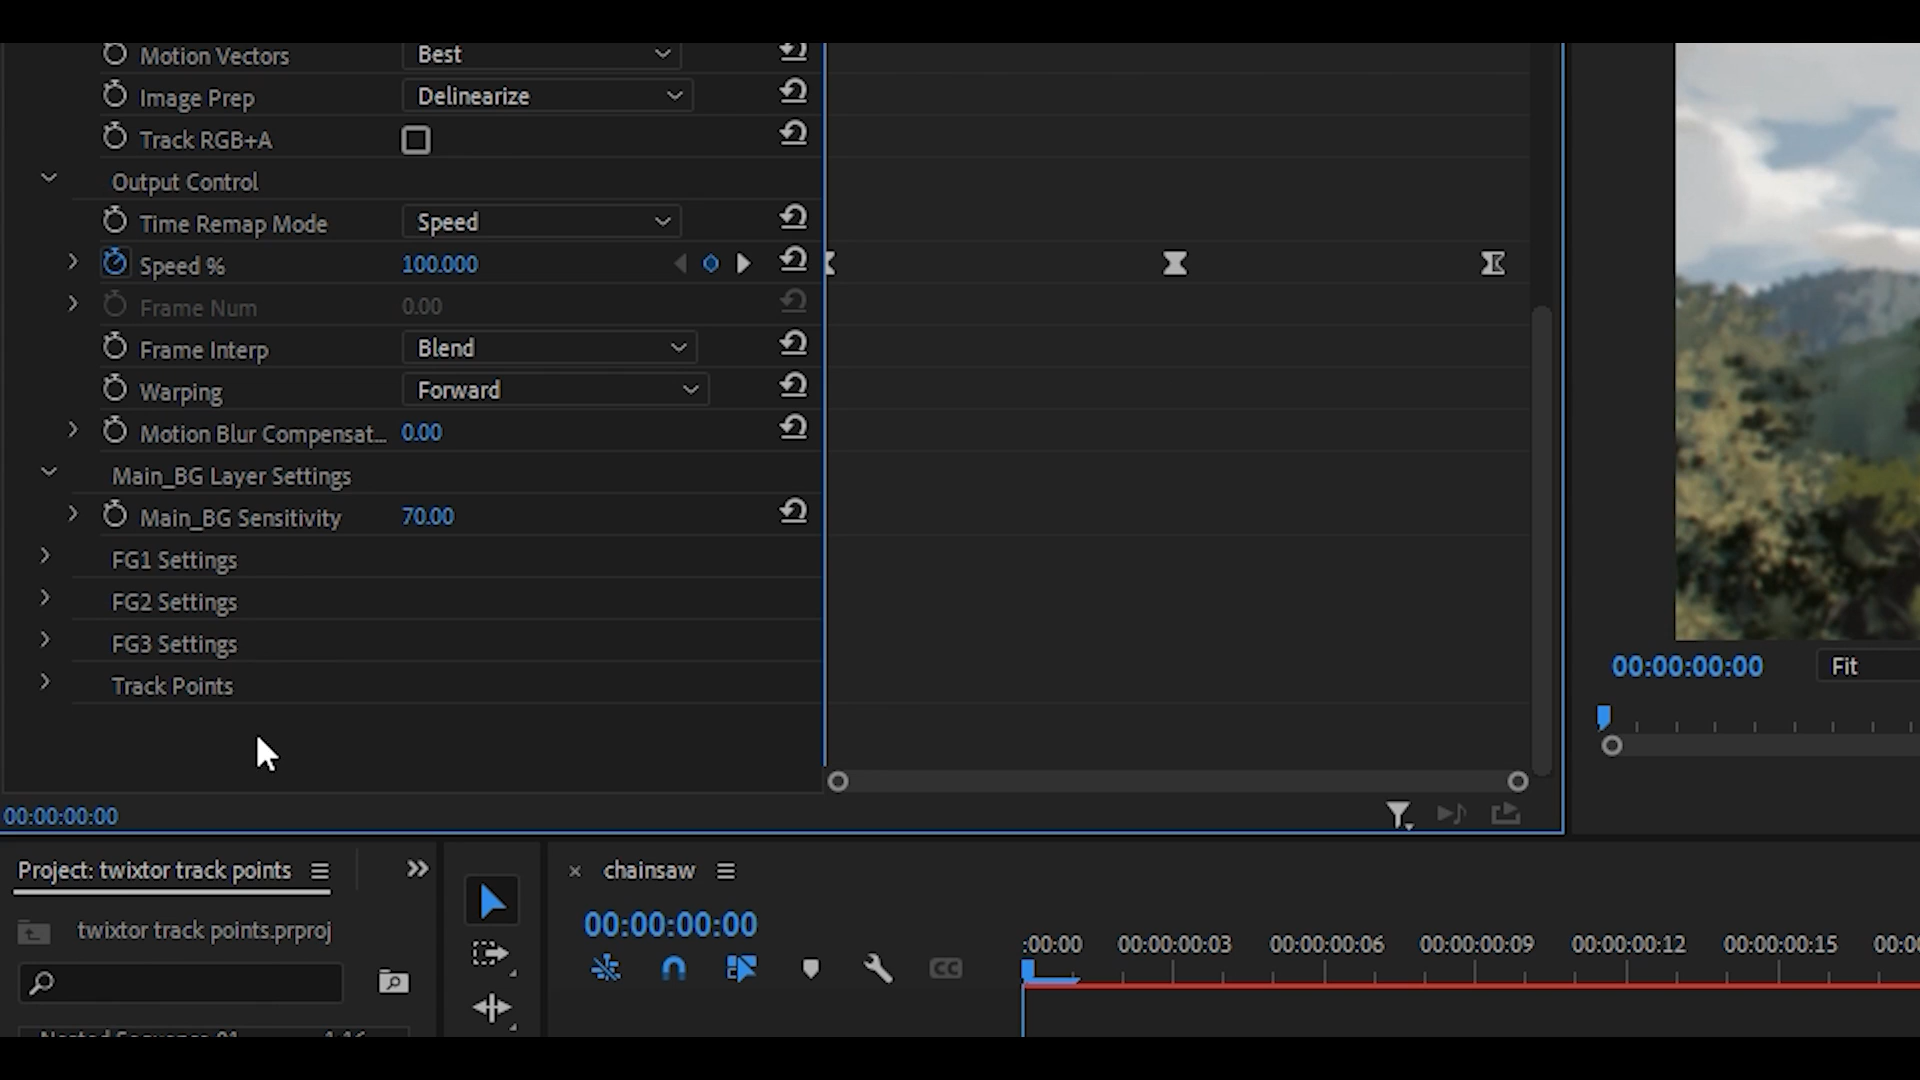 Motion Vectors Best
Image Prep Delinearize
Track RGB+A
Output Control
Time Remap Mode Speed
Speed % 100.000
Frame Num 0.00
Frame Interp Blend
Warping Forward
Motion Blur Compensat... 0.00
Main_BG Layer Settings
Main_BG Sensitivity 70.00
FG1 Settings
FG2 Settings
FG3 Settings
Track Points
00:00:00:00
00:00:00:00 Fit
Project: twixtor track points
twixtor track points.prproj
chainsaw
00:00:00:00
CC
:00:00 00:00:00:03 00:00:00:06 00:00:00:09 00:00:00:12 00:00:00:15